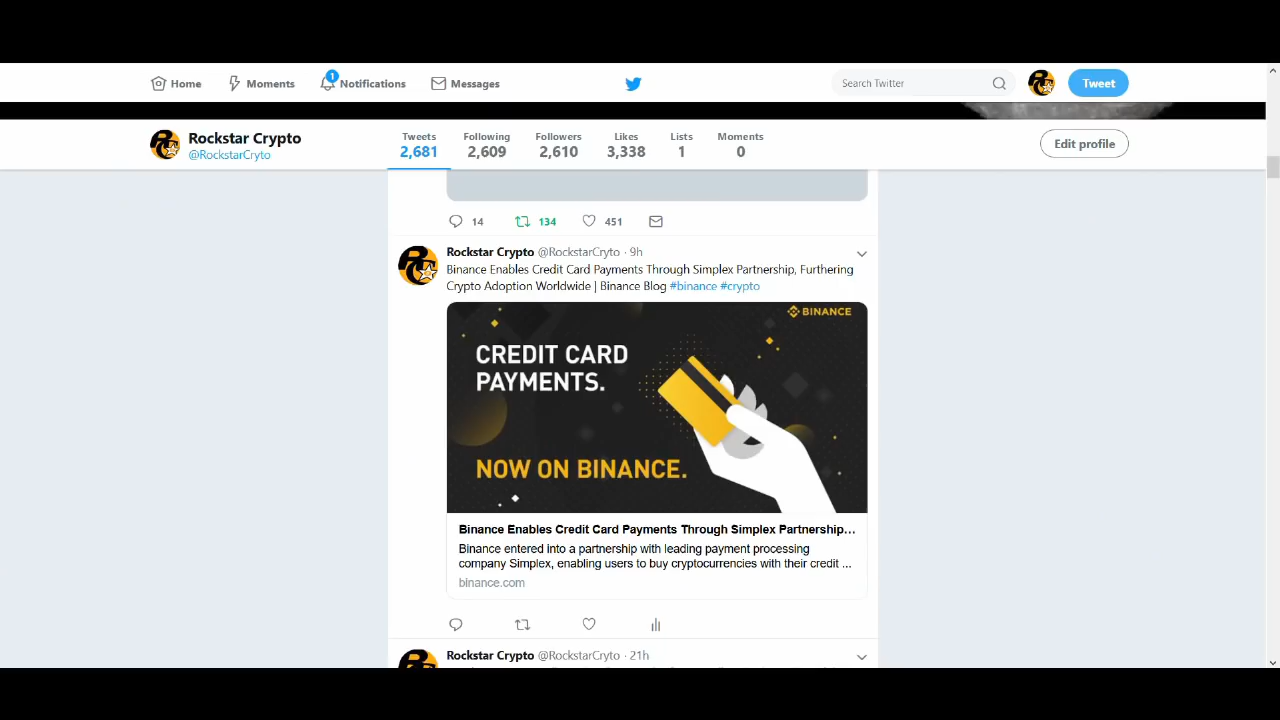 Home
Moments
1
Notifications
Messages
Search Twitter
Tweet
Rockstar Crypto
@RockstarCryto
Tweets
2,681
Following
2,609
Followers
2,610
Likes
3,338
Lists
1
Moments
0
Edit profile
14
134
451
Rockstar Crypto @RockstarCryto · 9h
Binance Enables Credit Card Payments Through Simplex Partnership, Furthering
Crypto Adoption Worldwide | Binance Blog #binance #crypto
BINANCE
CREDIT CARD
PAYMENTS.
NOW ON BINANCE.
Binance Enables Credit Card Payments Through Simplex Partnership...
Binance entered into a partnership with leading payment processing
company Simplex, enabling users to buy cryptocurrencies with their credit ...
binance.com
Rockstar Crypto @RockstarCryto · 21h